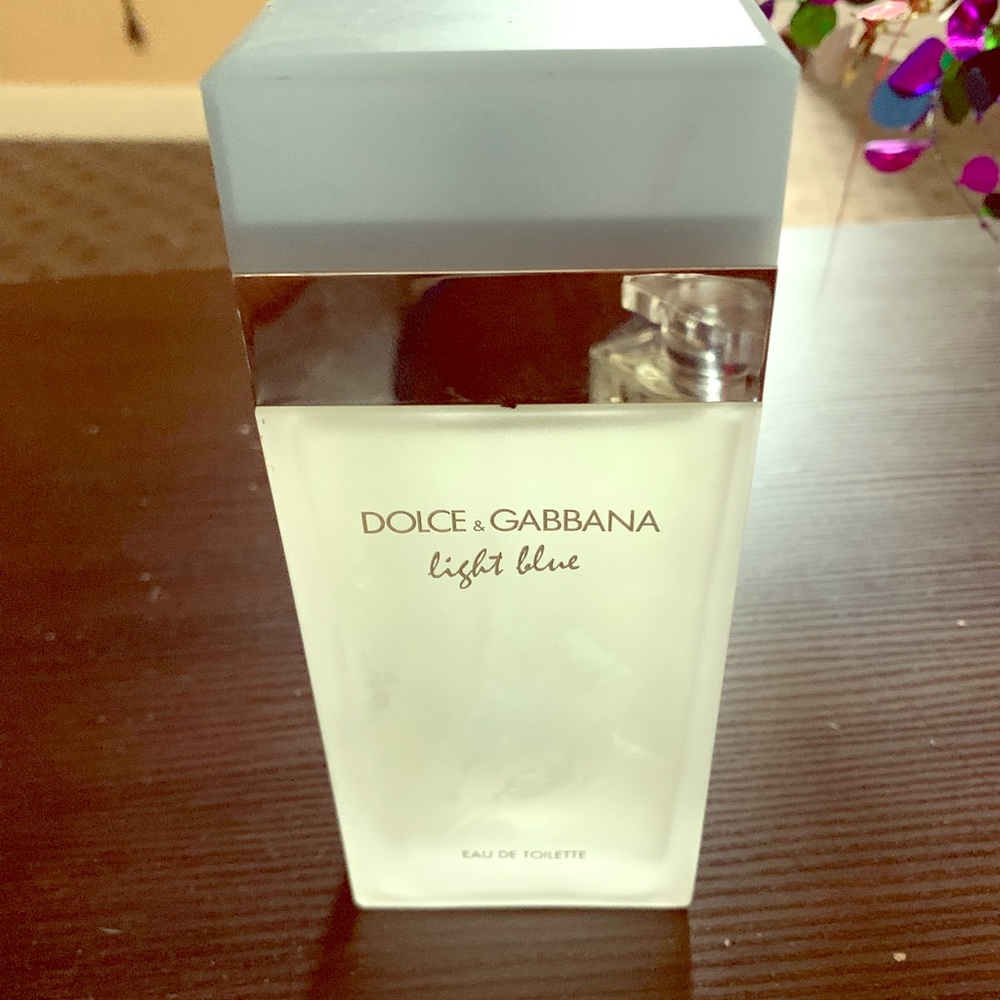 DOLCE & GABBANA
light blue
EAU DE TOILETTE